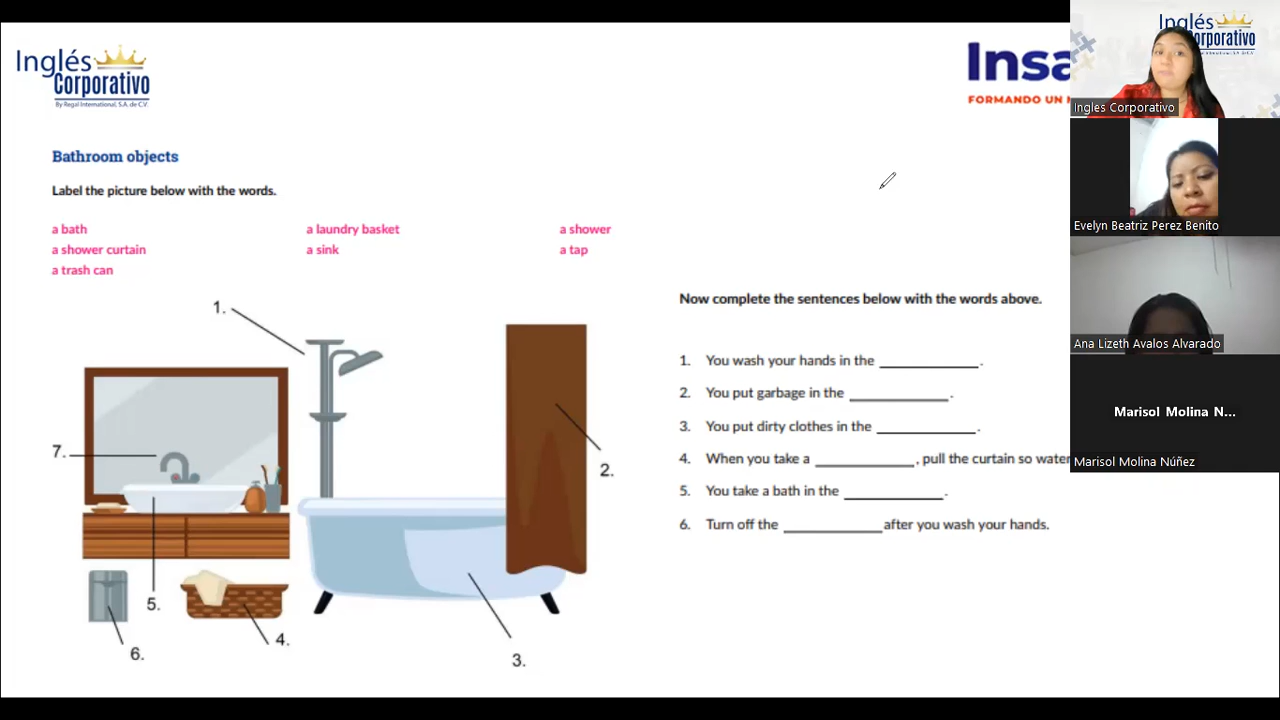 Inglés
Corporativo
By Regal International, S.A. de C.V.
Insa
FORMANDO UN
Bathroom objects
Label the picture below with the words.
a bath
a laundry basket
a shower
a shower curtain
a sink
a tap
a trash can
1.
2.
3.
4.
5.
6.
7.
Now complete the sentences below with the words above.
1. You wash your hands in the ____________.
2. You put garbage in the ____________.
3. You put dirty clothes in the ____________.
4. When you take a ____________, pull the curtain so water
5. You take a bath in the ____________.
6. Turn off the ____________ after you wash your hands.
Inglés
Corporativo
Ingles Corporativo
Evelyn Beatriz Perez Benito
Ana Lizeth Avalos Alvarado
Marisol Molina N...
Marisol Molina Núñez